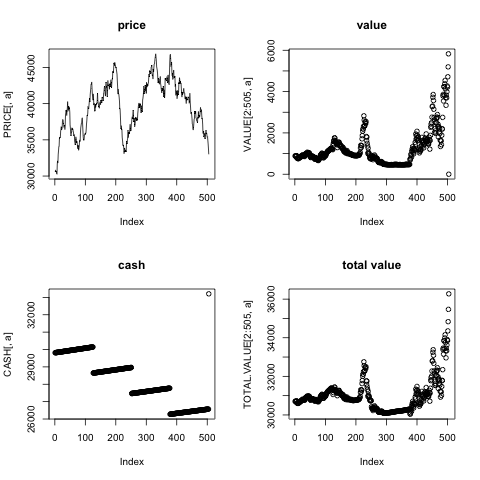 price
PRICE[, a]
30000 35000 40000 45000
0 100 200 300 400 500
Index
value
VALUE[2:505, a]
0 2000 4000 6000
0 100 200 300 400 500
Index
cash
CASH[, a]
26000 29000 32000
0 100 200 300 400 500
Index
total value
TOTAL.VALUE[2:505, a]
30000 32000 34000 36000
0 100 200 300 400 500
Index